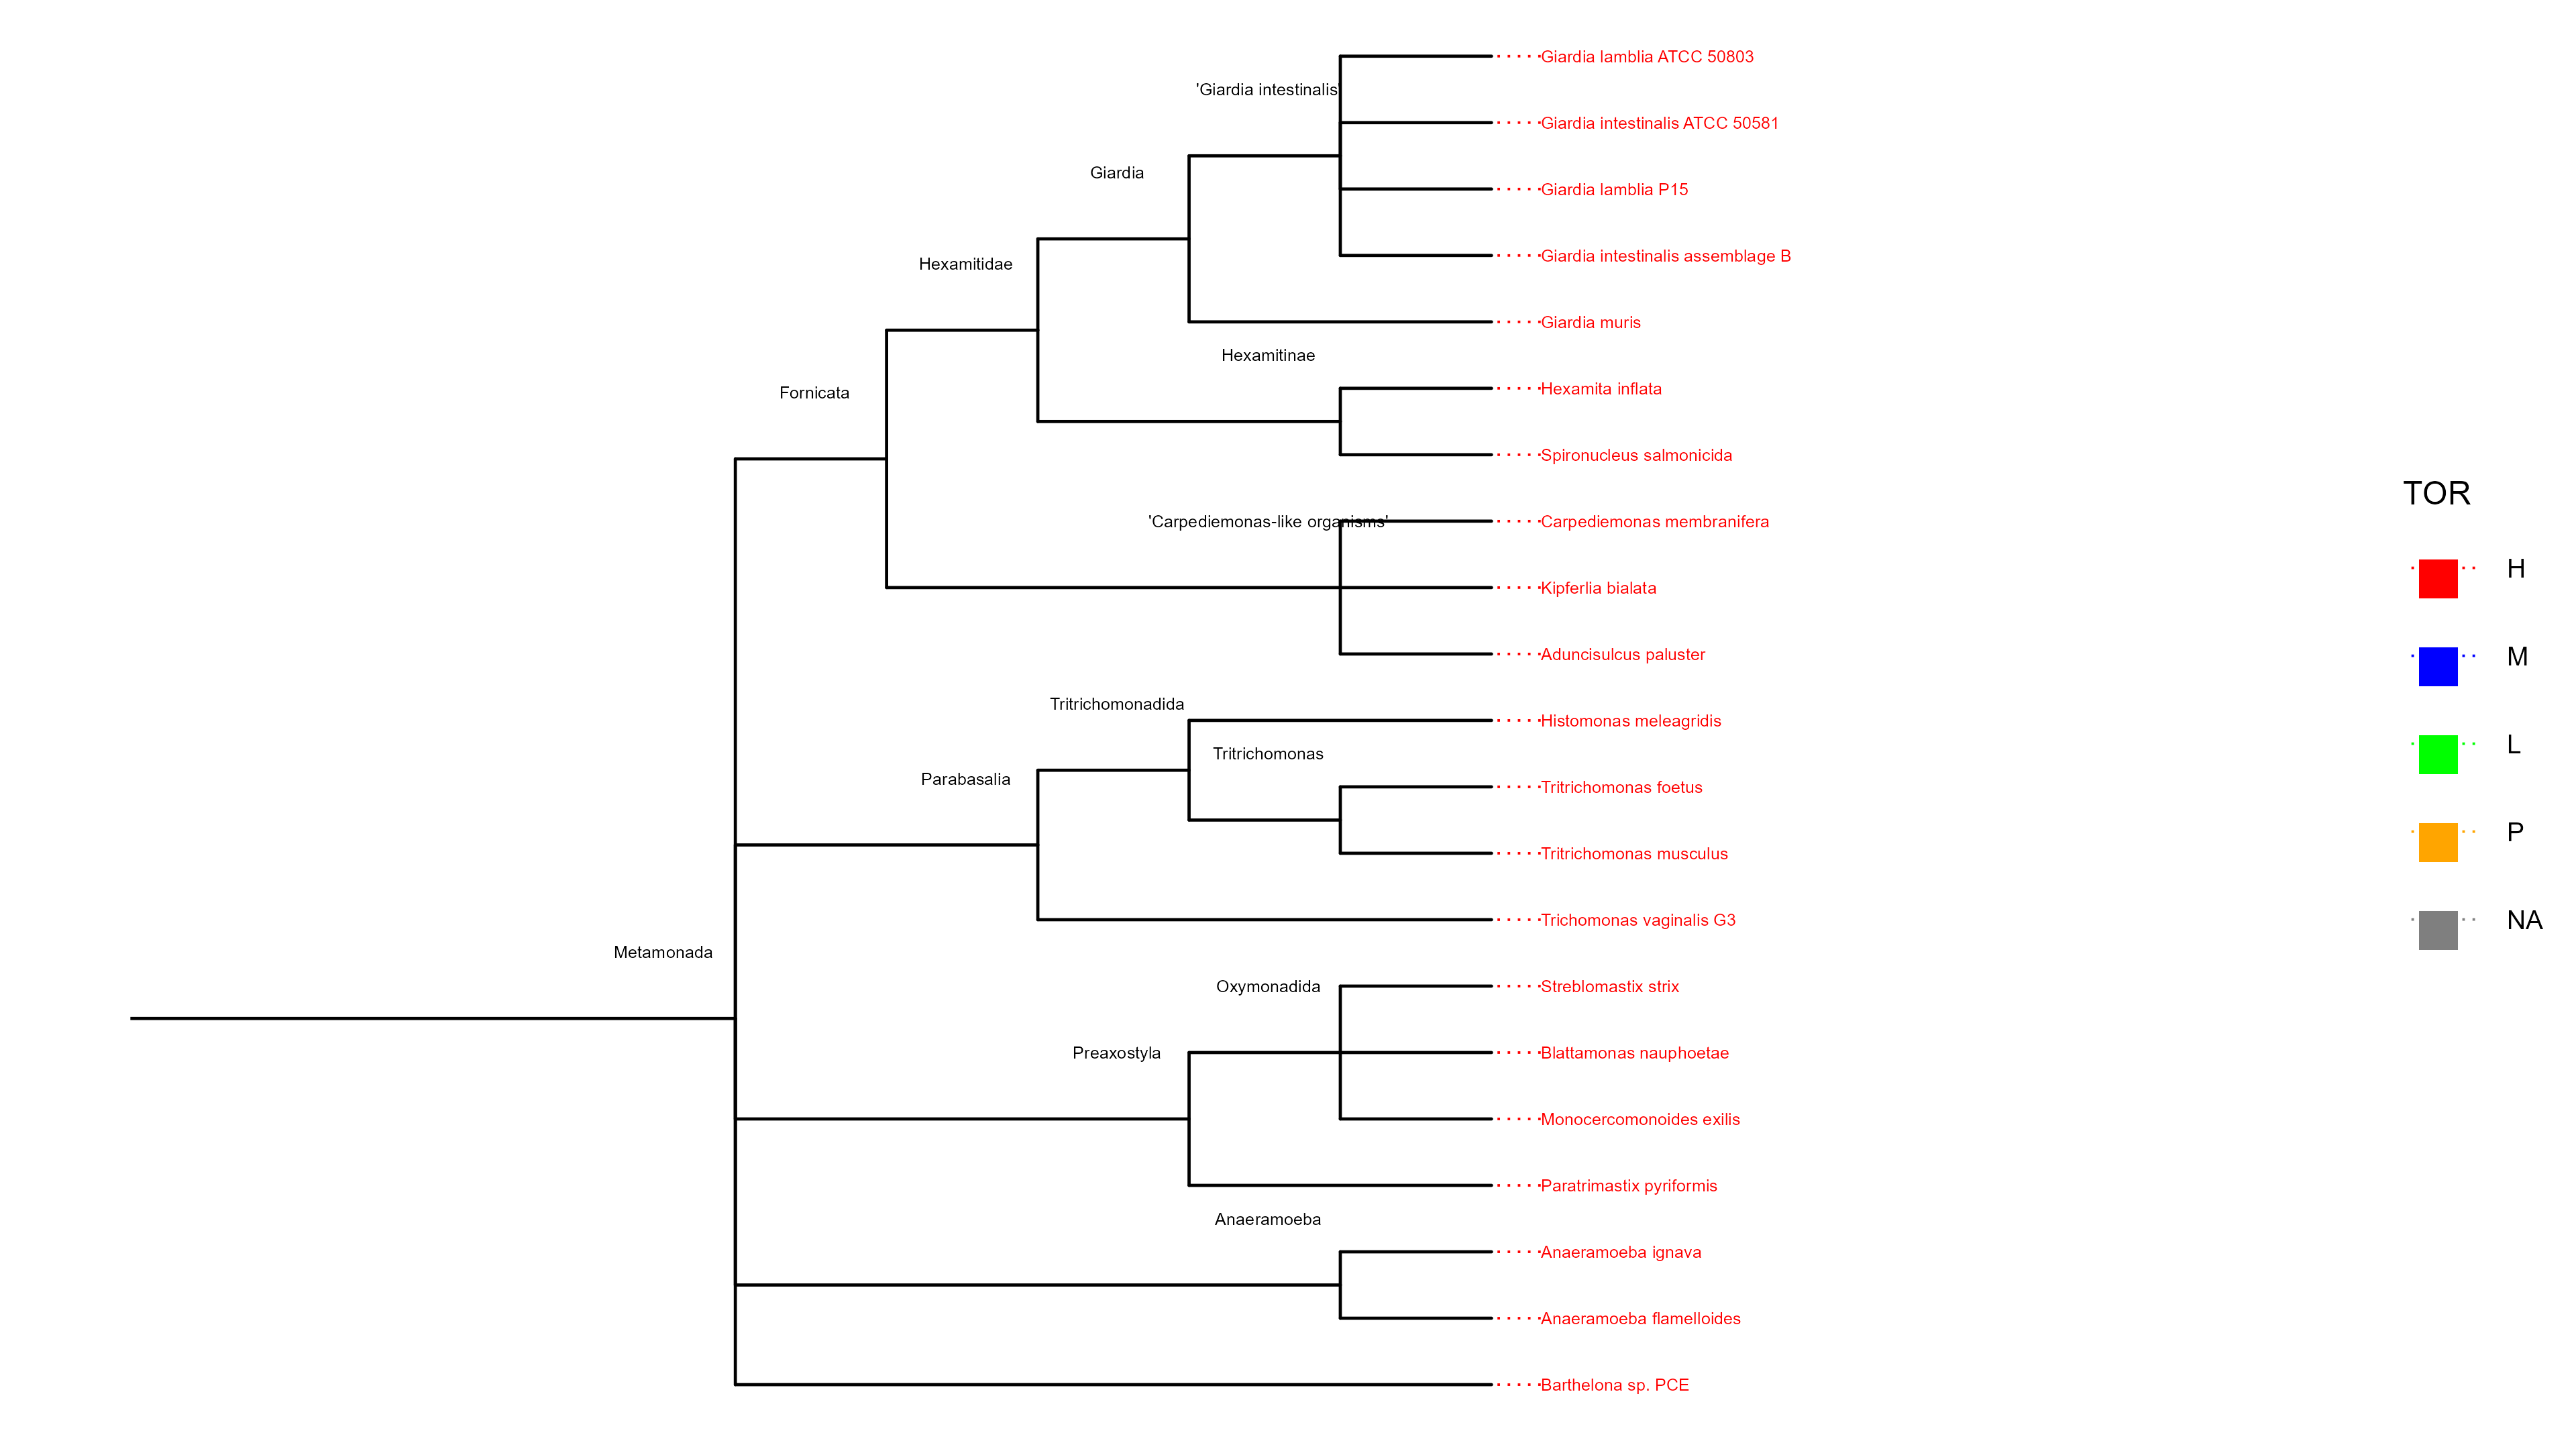 Giardia lamblia ATCC 50803
'Giardia intestinalis'
Giardia intestinalis ATCC 50581
Giardia
Giardia lamblia P15
Hexamitidae
Giardia intestinalis assemblage B
Giardia muris
Hexamitinae
Fornicata
Hexamita inflata
Spironucleus salmonicida
'Carpediemonas-like organisms'
Carpediemonas membranifera
Kipferlia bialata
Aduncisulcus paluster
Tritrichomonadida
Histomonas meleagridis
Tritrichomonas
Parabasalia
Tritrichomonas foetus
Tritrichomonas musculus
Trichomonas vaginalis G3
Metamonada
Oxymonadida
Streblomastix strix
Preaxostyla
Blattamonas nauphoetae
Monocercomonoides exilis
Paratrimastix pyriformis
Anaeramoeba
Anaeramoeba ignava
Anaeramoeba flamelloides
Barthelona sp. PCE
TOR
H
M
L
P
NA